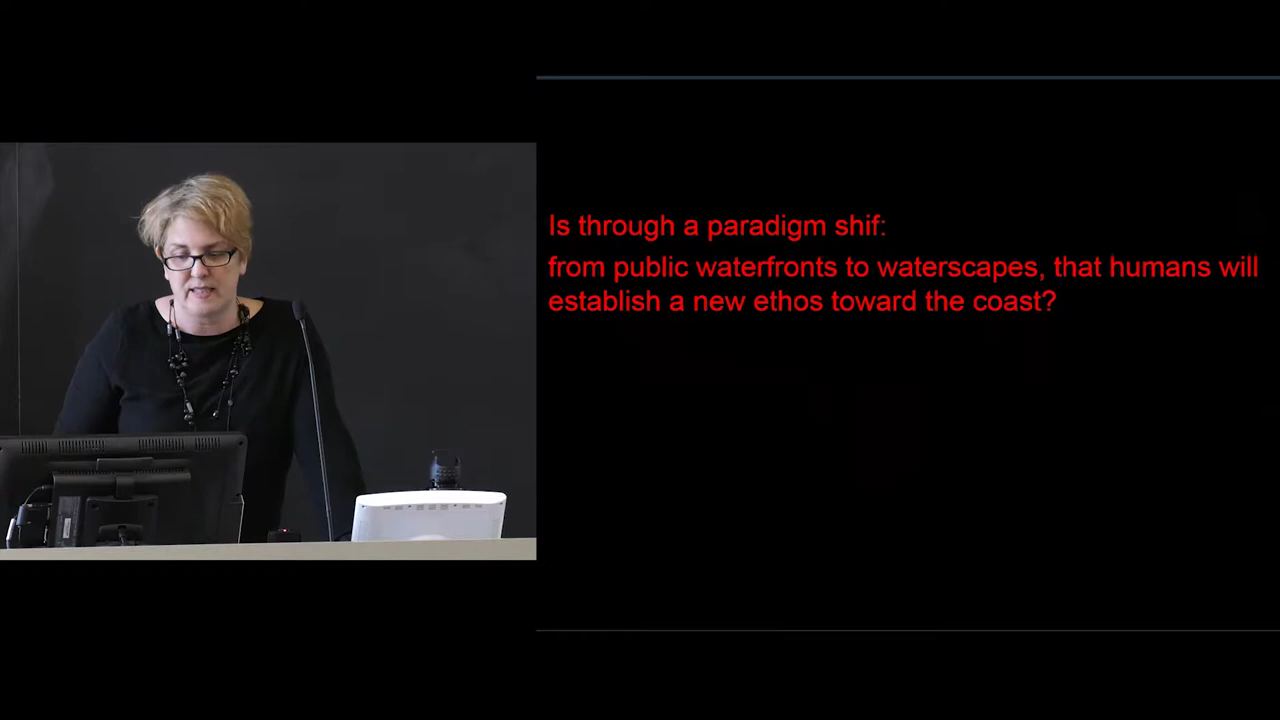 Is through a paradigm shif:
from public waterfronts to waterscapes, that humans will
establish a new ethos toward the coast?